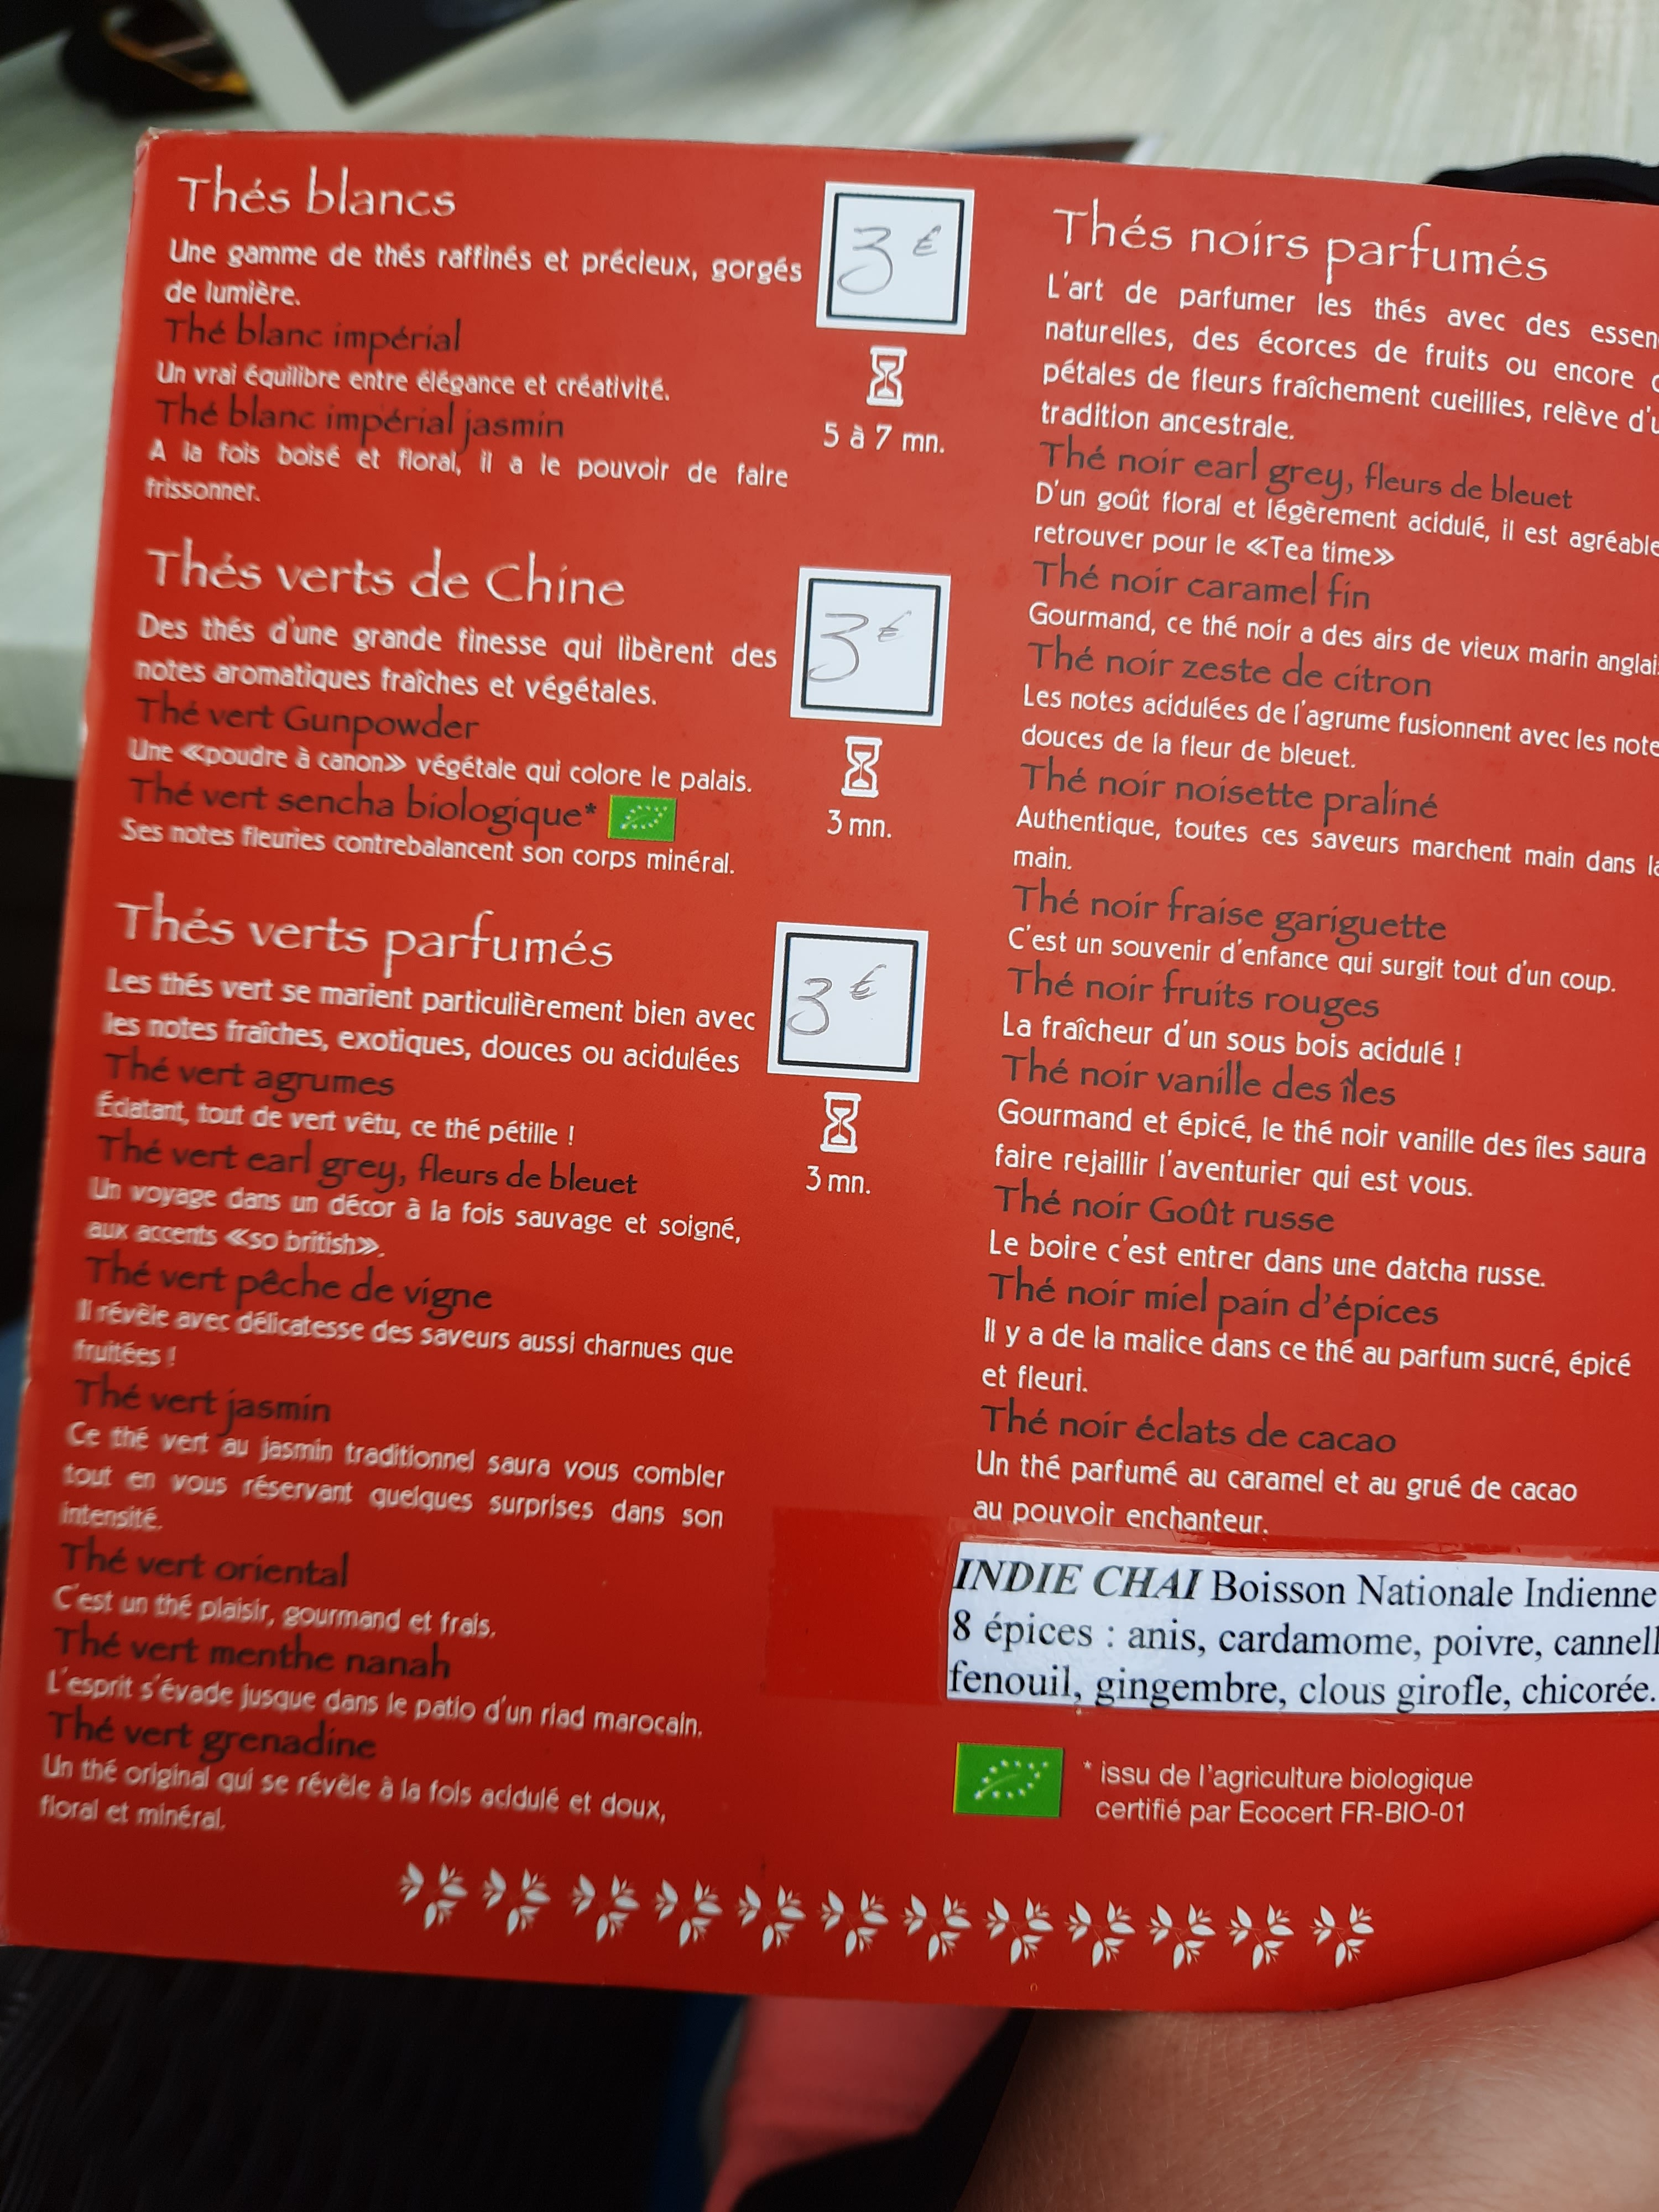 Thés blancs
Une gamme de thés raffinés et précieux, gorgés
de lumière.
Thé blanc impérial
Un vrai équilibre entre élégance et créativité.
Thé blanc impérial jasmin
A la fois boisé et floral, il a le pouvoir de faire
frissonner.
3 €
5 à 7 mn.
Thés verts de Chine
Des thés d'une grande finesse qui libèrent des
notes aromatiques fraîches et végétales.
Thé vert Gunpowder
Une «poudre à canon» végétale qui colore le palais.
Thé vert sencha biologique*
Ses notes fleuries contrebalancent son corps minéral.
3 €
3 mn.
Thés verts parfumés
Les thés vert se marient particulièrement bien avec
les notes fraîches, exotiques, douces ou acidulées
Thé vert agrumes
Éclatant, tout de vert vêtu, ce thé pétille !
Thé vert earl grey, fleurs de bleuet
Un voyage dans un décor à la fois sauvage et soigné,
aux accents «so british».
Thé vert pêche de vigne
Il révèle avec délicatesse des saveurs aussi charnues que
fruitées !
Thé vert jasmin
Ce thé vert au jasmin traditionnel saura vous combler
tout en vous réservant quelques surprises dans son
intensité.
Thé vert oriental
C'est un thé plaisir, gourmand et frais.
Thé vert menthe nanah
L'esprit s'évade jusque dans le patio d'un riad marocain.
Thé vert grenadine
Un thé original qui se révèle à la fois acidulé et doux,
floral et minéral.
3 €
3 mn.
Thés noirs parfumés
L'art de parfumer les thés avec des essen
naturelles, des écorces de fruits ou encore
pétales de fleurs fraîchement cueillies, relève d'u
tradition ancestrale.
Thé noir earl grey, fleurs de bleuet
D'un goût floral et légèrement acidulé, il est agréable
retrouver pour le «Tea time»
Thé noir caramel fin
Gourmand, ce thé noir a des airs de vieux marin anglai
Thé noir zeste de citron
Les notes acidulées de l'agrume fusionnent avec les note
douces de la fleur de bleuet.
Thé noir noisette praliné
Authentique, toutes ces saveurs marchent main dans la
main.
Thé noir fraise gariguette
C'est un souvenir d'enfance qui surgit tout d'un coup.
Thé noir fruits rouges
La fraîcheur d'un sous bois acidulé !
Thé noir vanille des îles
Gourmand et épicé, le thé noir vanille des îles saura
faire rejaillir l'aventurier qui est vous.
Thé noir Goût russe
Le boire c'est entrer dans une datcha russe.
Thé noir miel pain d'épices
Il y a de la malice dans ce thé au parfum sucré, épicé
et fleuri.
Thé noir éclats de cacao
Un thé parfumé au caramel et au grué de cacao
au pouvoir enchanteur.
INDIE CHAI Boisson Nationale Indienne
8 épices : anis, cardamome, poivre, cannell
fenouil, gingembre, clous girofle, chicorée.
* issu de l'agriculture biologique
certifié par Ecocert FR-BIO-01